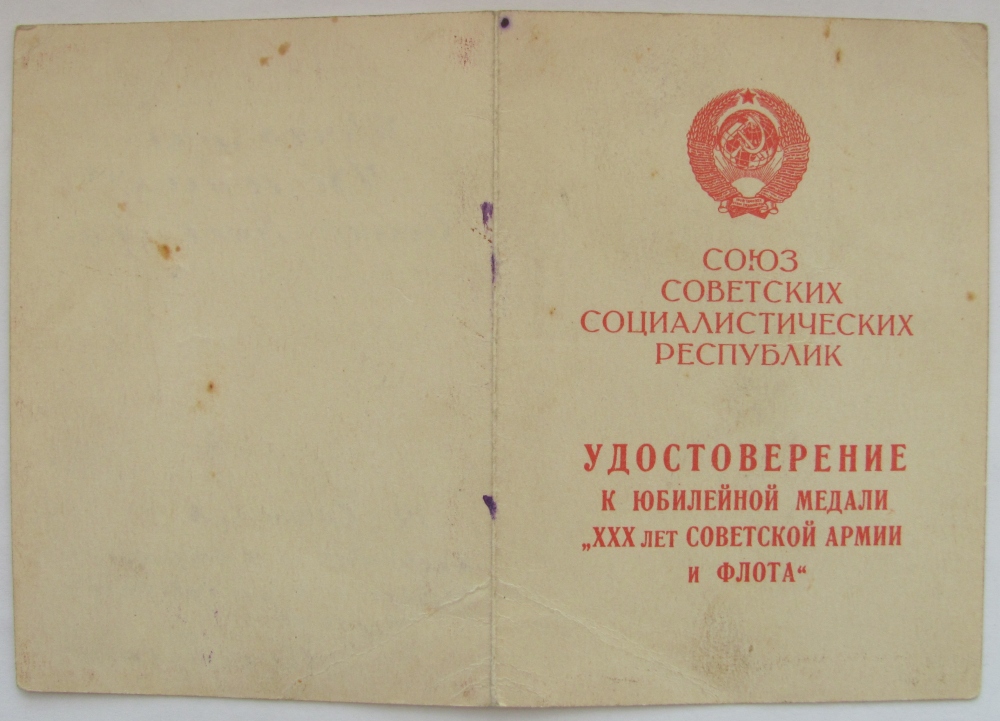 СОЮЗ
СОВЕТСКИХ
СОЦИАЛИСТИЧЕСКИХ
РЕСПУБЛИК
УДОСТОВЕРЕНИЕ
К ЮБИЛЕЙНОЙ МЕДАЛИ
„XXX ЛЕТ СОВЕТСКОЙ АРМИИ
И ФЛОТА“